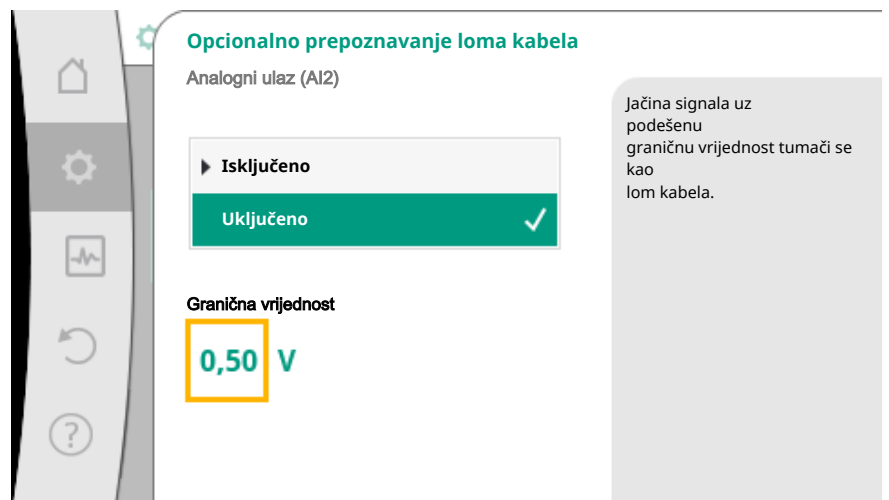 Opcionalno prepoznavanje loma kabela
Analogni ulaz (AI2)
Isključeno
Uključeno
Granična vrijednost
0,50 V
Jačina signala uz
podešenu
graničnu vrijednost tumači se
kao
lom kabela.
?